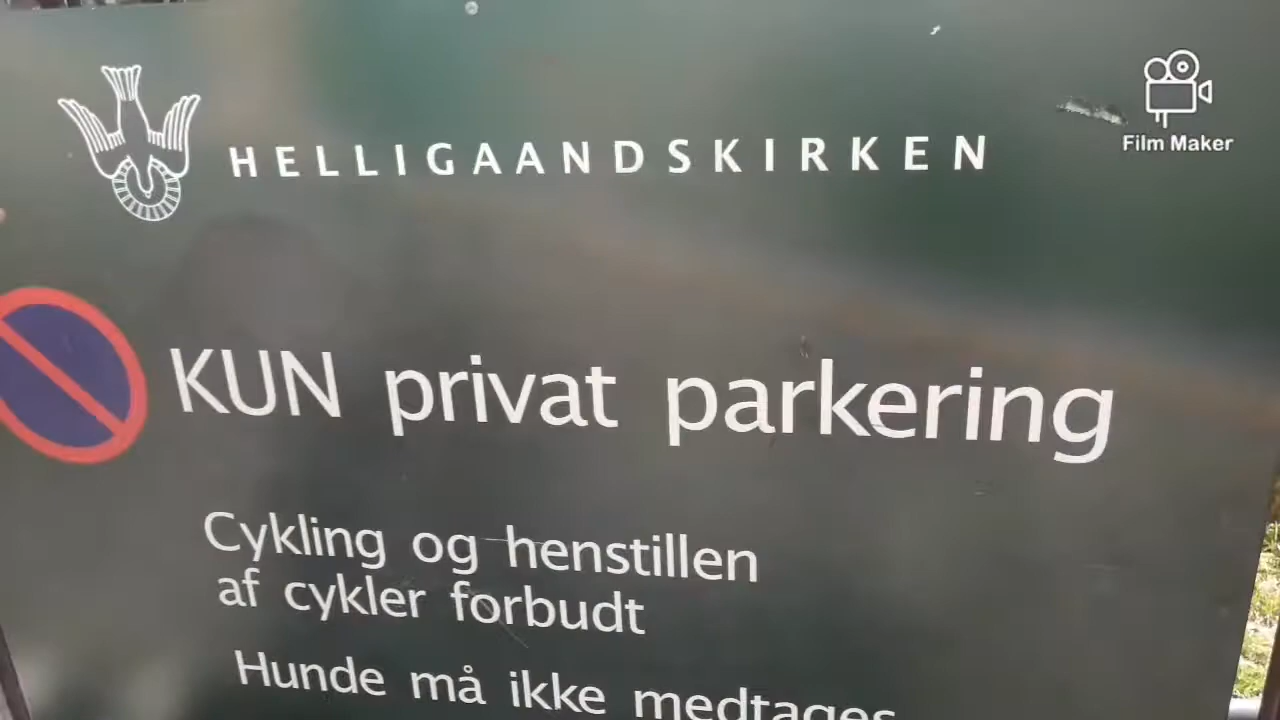 HELLIGAANDSKIRKEN
Film Maker
KUN privat parkering
Cykling og henstillen
af cykler forbudt
Hunde må ikke medtages